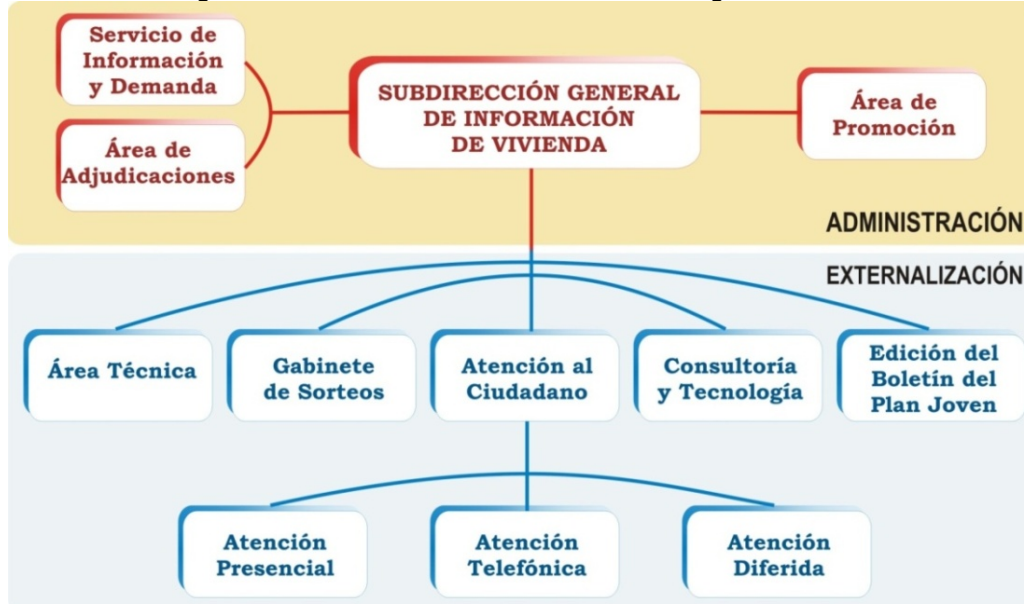 Servicio de
Información
y Demanda
SUBDIRECCIÓN GENERAL
DE INFORMACIÓN
DE VIVIENDA
Área de
Promoción
Área de
Adjudicaciones
ADMINISTRACIÓN
EXTERNALIZACIÓN
Área Técnica
Gabinete
de Sorteos
Atención al
Ciudadano
Consultoría
y Tecnología
Edición del
Boletín del
Plan Joven
Atención
Presencial
Atención
Telefónica
Atención
Diferida